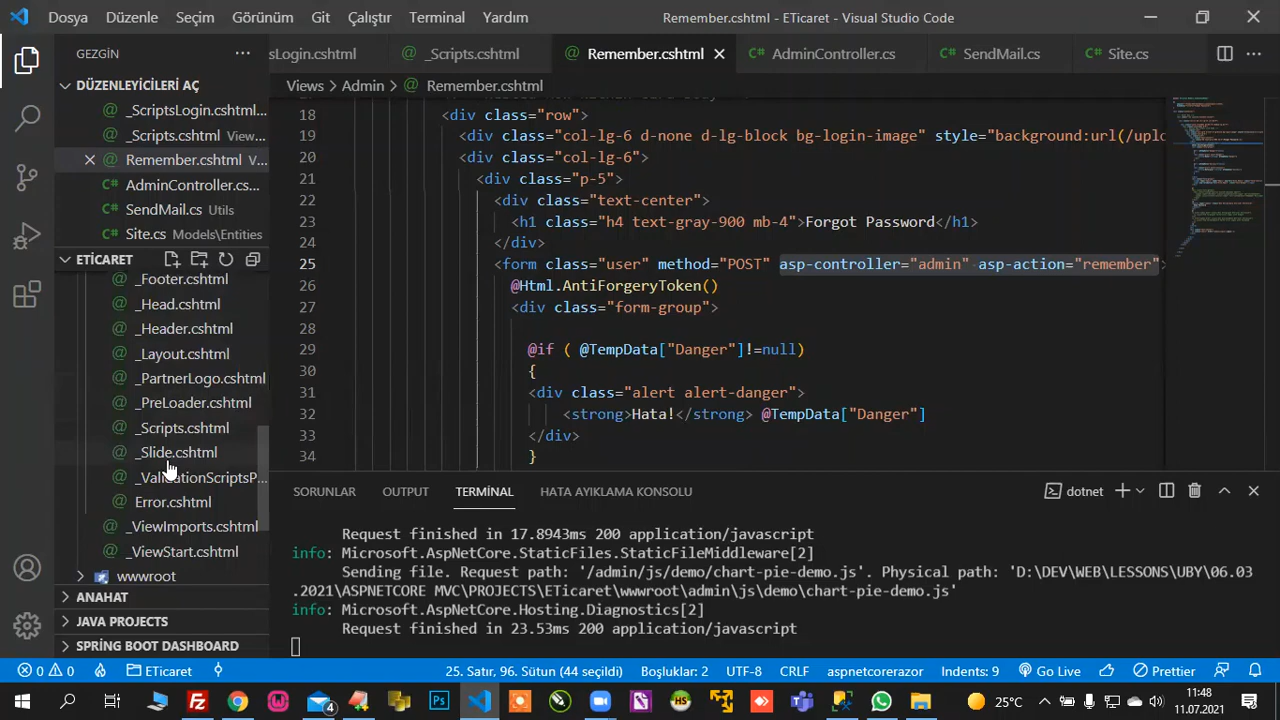 Dosya Düzenle Seçim Görünüm Git Çalıştır Terminal Yardım Remember.cshtml - ETicaret - Visual Studio Code
GEZGİN
sLogin.cshtml _Scripts.cshtml Remember.cshtml AdminController.cs SendMail.cs Site.cs
DÜZENLEYİCİLERİ AÇ
Views > Admin > Remember.cshtml
_ScriptsLogin.cshtml...
_Scripts.cshtml View...
Remember.cshtml V...
AdminController.cs...
SendMail.cs Utils
Site.cs Models\Entities
ETİCARET
_Footer.cshtml
_Head.cshtml
_Header.cshtml
_Layout.cshtml
_PartnerLogo.cshtml
_PreLoader.cshtml
_Scripts.cshtml
_Slide.cshtml
_ValidationScriptsP...
Error.cshtml
_ViewImports.cshtml
_ViewStart.cshtml
wwwroot
ANAHAT
JAVA PROJECTS
SPRİNG BOOT DASHBOARD
18 <div class="row">
19 <div class="col-lg-6 d-none d-lg-block bg-login-image" style="background:url(/uplo
20 <div class="col-lg-6">
21 <div class="p-5">
22 <div class="text-center">
23 <h1 class="h4 text-gray-900 mb-4">Forgot Password</h1>
24 </div>
25 <form class="user" method="POST" asp-controller="admin" asp-action="remember">
26 @Html.AntiForgeryToken()
27 <div class="form-group">
28
29 @if ( @TempData["Danger"]!=null)
30 {
31 <div class="alert alert-danger">
32 <strong>Hata!</strong> @TempData["Danger"]
33 </div>
34 }
SORUNLAR OUTPUT TERMİNAL HATA AYIKLAMA KONSOLU dotnet
Request finished in 17.8943ms 200 application/javascript
info: Microsoft.AspNetCore.StaticFiles.StaticFileMiddleware[2]
Sending file. Request path: '/admin/js/demo/chart-pie-demo.js'. Physical path: 'D:\DEV\WEB\LESSONS\UBY\06.03
.2021\ASPNETCORE MVC\PROJECTS\ETicaret\wwwroot\admin\js\demo\chart-pie-demo.js'
info: Microsoft.AspNetCore.Hosting.Diagnostics[2]
Request finished in 23.53ms 200 application/javascript
0 0 ETicaret 25. Satır, 96. Sütun (44 seçildi) Boşluklar: 2 UTF-8 CRLF aspnetcorerazor Indents: 9 Go Live Prettier
4 25°C 11:48
11.07.2021